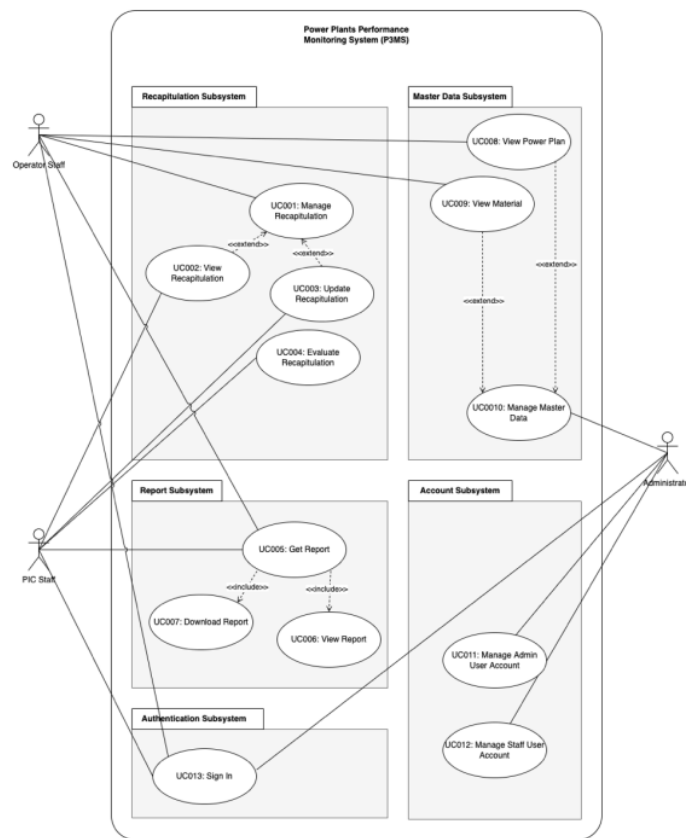 Power Plants Performance
Monitoring System (P3MS)
Recapitulation Subsystem
Master Data Subsystem
Operator Staff
UC008: View Power Plan
UC009: View Material
UC001: Manage
Recapitulation
<<extend>>
UC002: View
Recapitulation
<<extend>>
UC003: Update
Recapitulation
<<extend>>
<<extend>>
UC004: Evaluate
Recapitulation
UC0010: Manage Master
Data
Administrator
Report Subsystem
Account Subsystem
PIC Staff
UC005: Get Report
<<include>>
<<include>>
UC007: Download Report
UC006: View Report
UC011: Manage Admin
User Account
Authentication Subsystem
UC012: Manage Staff User
Account
UC013: Sign In